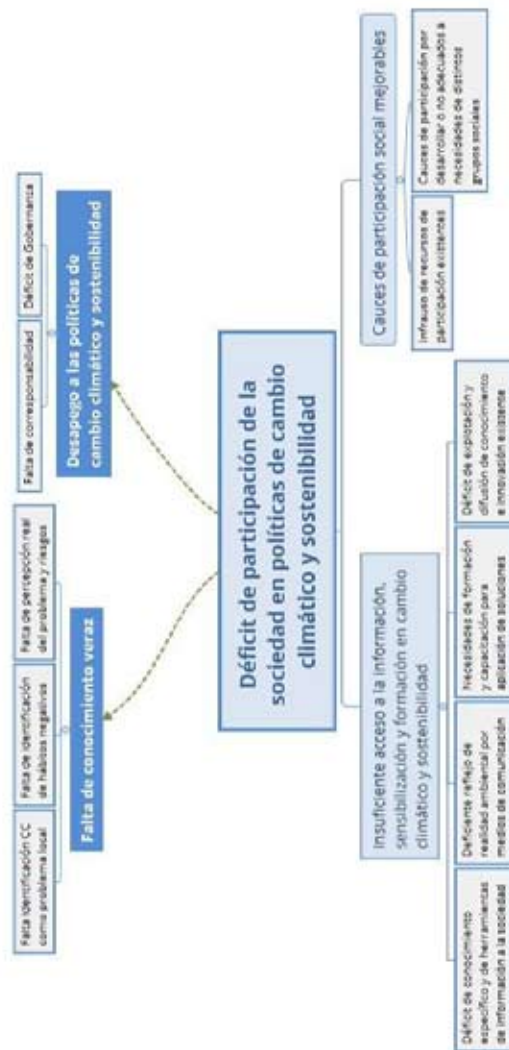 Falta identificación CC
como problema local
Falta de identificación
de hábitos negativos
Falta de percepción real
del problema y riesgos
Falta de corresponsabilidad
Déficit de Gobernanza
Falta de conocimiento veraz
Desapego a las políticas de
cambio climático y sostenibilidad
Déficit de participación de la
sociedad en políticas de cambio
climático y sostenibilidad
Insuficiente acceso a la información,
sensibilización y formación en cambio
climático y sostenibilidad
Cauces de participación social mejorables
Déficit de conocimiento
específico y de herramientas
de información a la sociedad
Deficiente reflejo de
realidad ambiental por
medios de comunicación
Necesidades de formación
y capacitación para
aplicación de soluciones
Déficit de explotación y
difusión de conocimiento
e innovación existente
Infrauso de recursos de
participación existentes
Cauces de participación por
desarrollar o no adecuados a
necesidades de distintos
grupos sociales